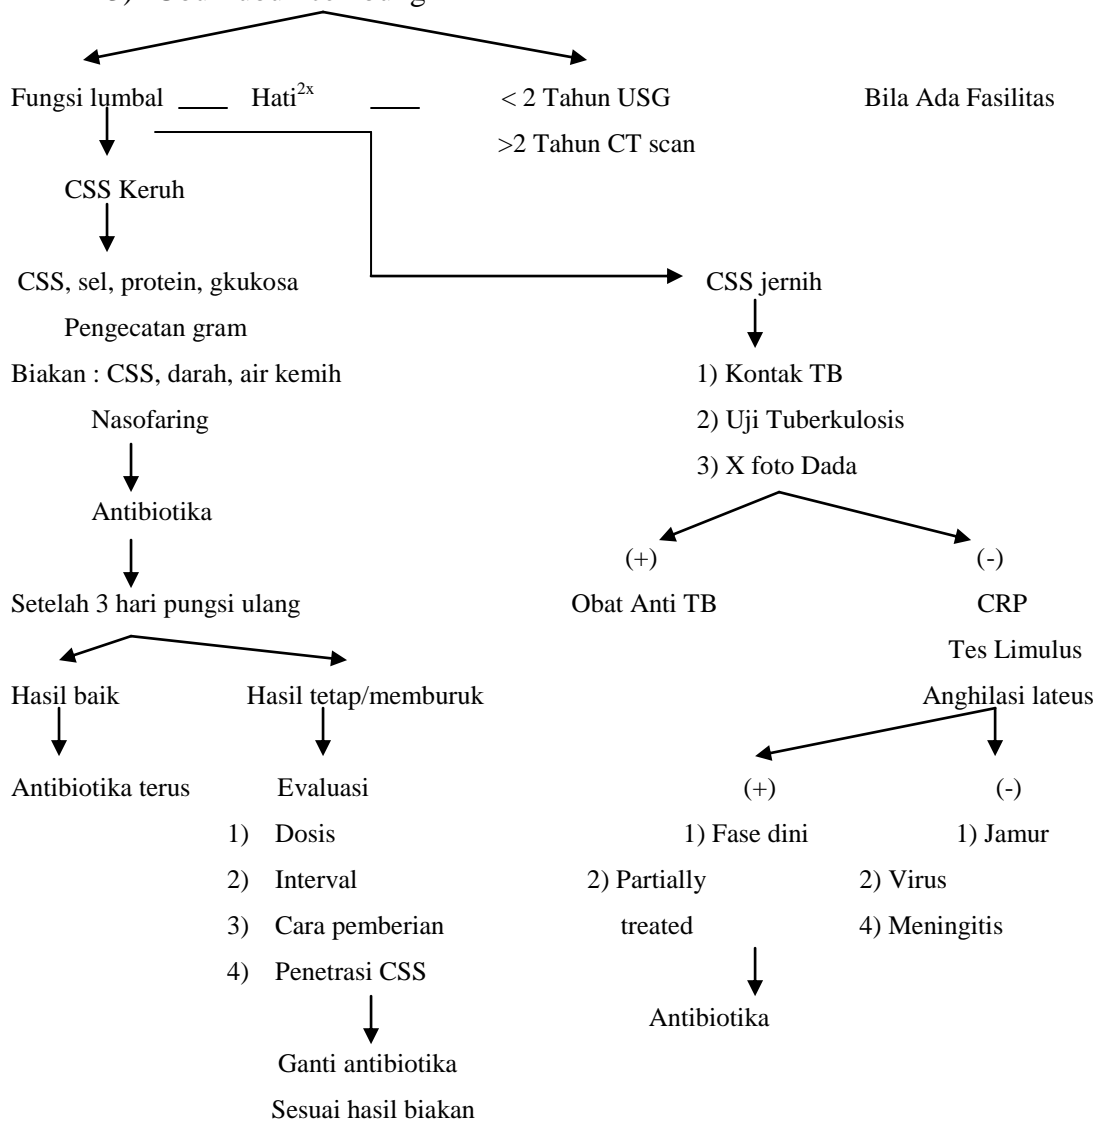 Fungsi lumbal ___ Hati2x ___ < 2 Tahun USG Bila Ada Fasilitas
>2 Tahun CT scan
CSS Keruh
CSS, sel, protein, gkukosa CSS jernih
Pengecatan gram
Biakan : CSS, darah, air kemih 1) Kontak TB
Nasofaring 2) Uji Tuberkulosis
3) X foto Dada
Antibiotika
(+) (-)
Setelah 3 hari pungsi ulang Obat Anti TB CRP
Tes Limulus
Hasil baik Hasil tetap/memburuk Anghilasi lateus
Antibiotika terus Evaluasi (+) (-)
1) Dosis 1) Fase dini 1) Jamur
2) Interval 2) Partially 2) Virus
3) Cara pemberian treated 4) Meningitis
4) Penetrasi CSS
Antibiotika
Ganti antibiotika
Sesuai hasil biakan